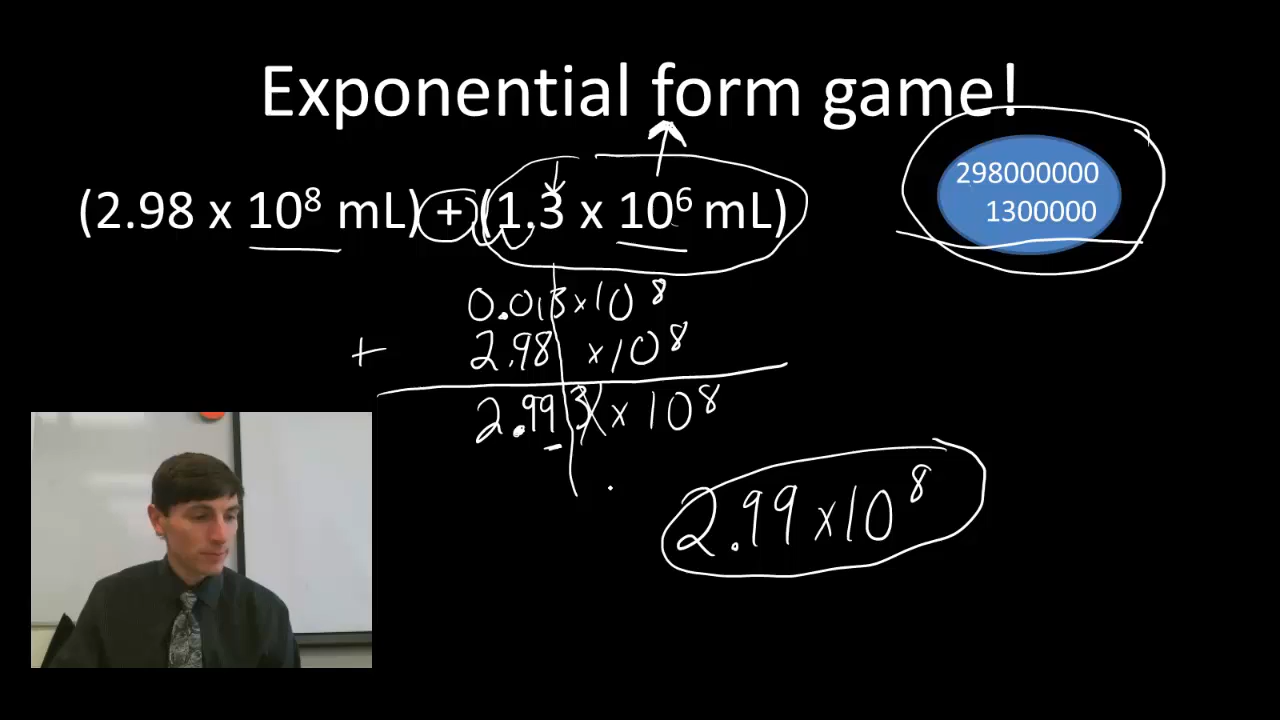 Exponential form game!
(2.98 x 10⁸ mL) + (1.3 x 10⁶ mL)
298000000
1300000
0.013 x 10⁸
+ 2.98 x 10⁸
2.993 x 10⁸
2.99 x 10⁸